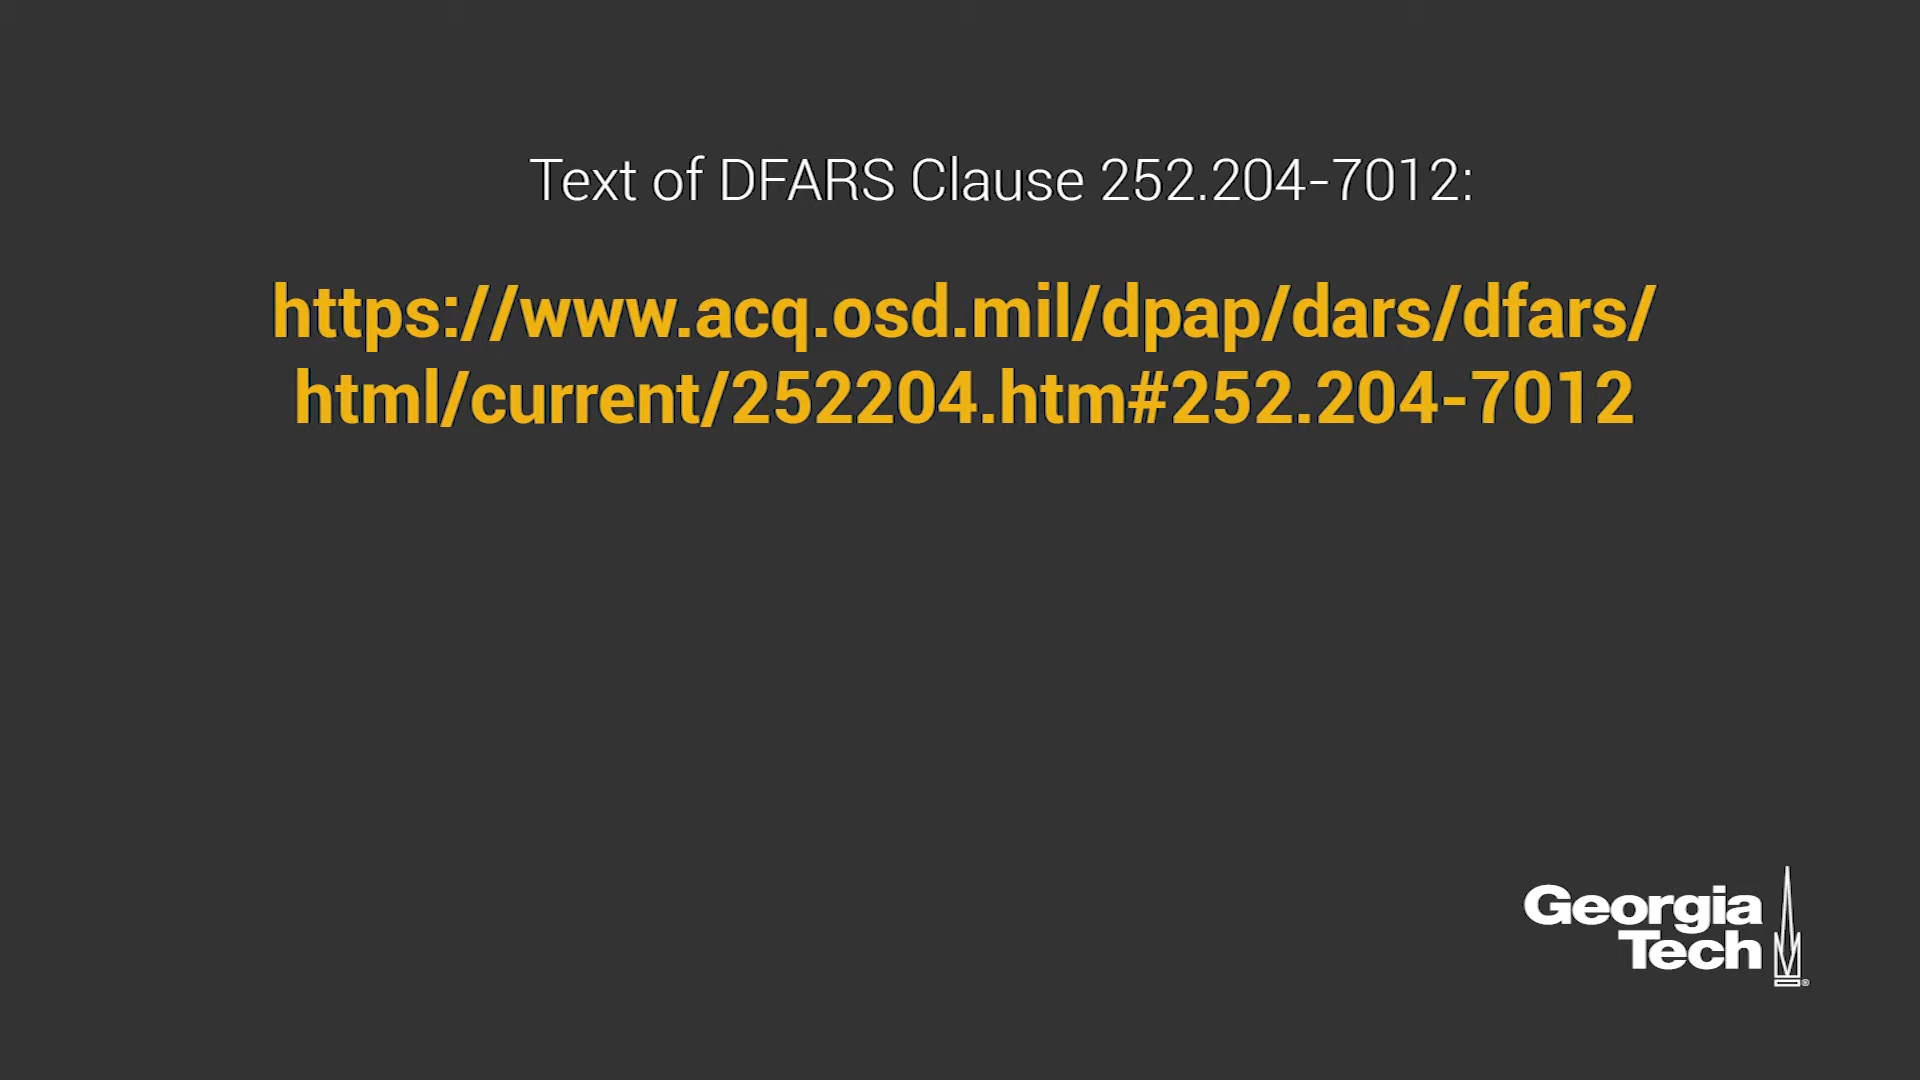 Text of DFARS Clause 252.204-7012:
https://www.acq.osd.mil/dpap/dars/dfars/
html/current/252204.htm#252.204-7012
Georgia
Tech
®